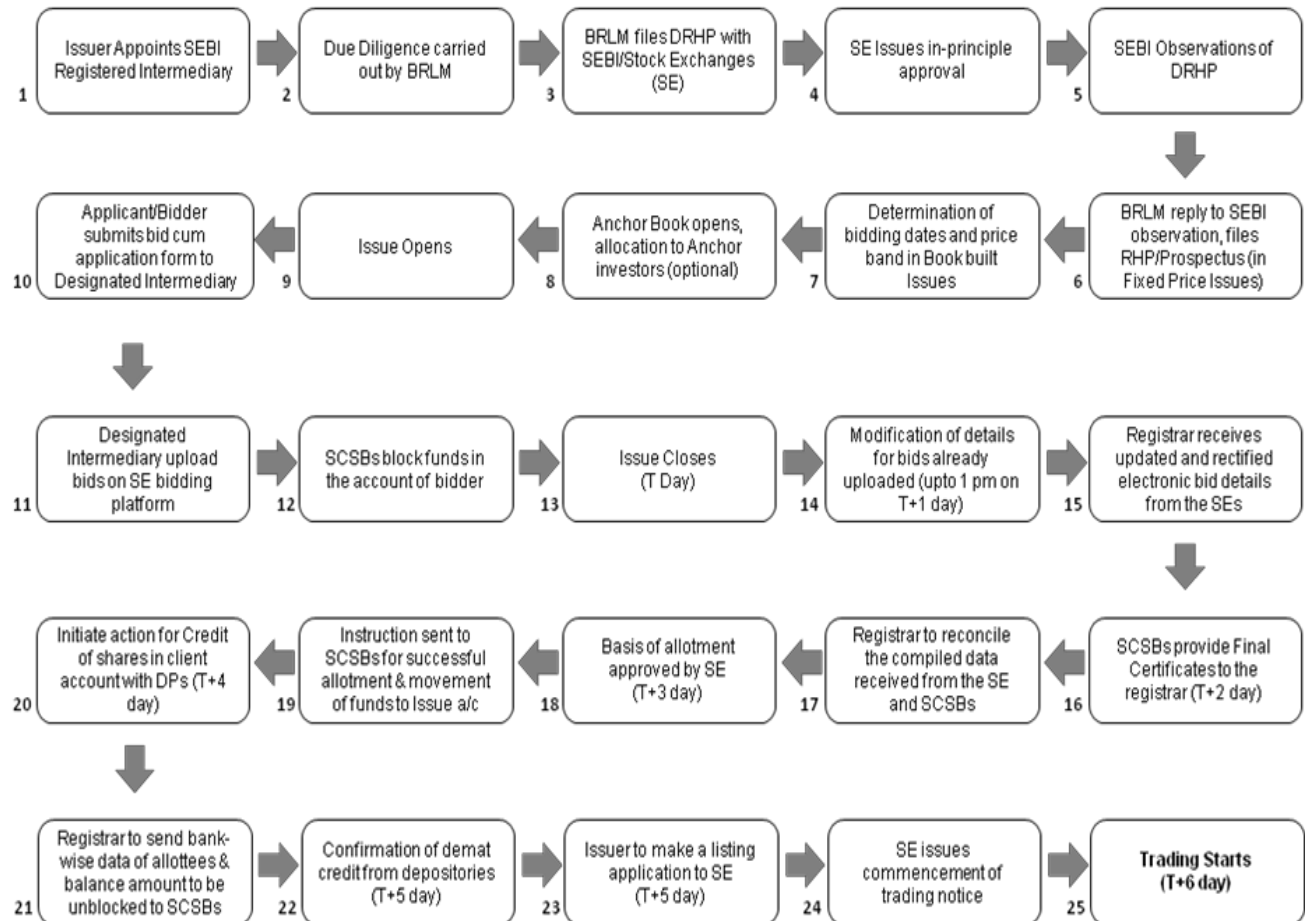 Issuer Appoints SEBI
Registered Intermediary
1
Due Diligence carried
out by BRLM
2
BRLM files DRHP with
SEBI/Stock Exchanges
(SE)
3
SE Issues in-principle
approval
4
SEBI Observations of
DRHP
5
BRLM reply to SEBI
observation, files
RHP/Prospectus (in
Fixed Price Issues)
6
Determination of
bidding dates and price
band in Book built
Issues
7
Anchor Book opens,
allocation to Anchor
investors (optional)
8
Issue Opens
9
Applicant/Bidder
submits bid cum
application form to
Designated Intermediary
10
Designated
Intermediary upload
bids on SE bidding
platform
11
SCSBs block funds in
the account of bidder
12
Issue Closes
(T Day)
13
Modification of details
for bids already
uploaded (upto 1 pm on
T+1 day)
14
Registrar receives
updated and rectified
electronic bid details
from the SEs
15
SCSBs provide Final
Certificates to the
registrar (T+2 day)
16
Registrar to reconcile
the compiled data
received from the SE
and SCSBs
17
Basis of allotment
approved by SE
(T+3 day)
18
Instruction sent to
SCSBs for successful
allotment & movement
of funds to Issue a/c
19
Initiate action for Credit
of shares in client
account with DPs (T+4
day)
20
Registrar to send bank-
wise data of allottees &
balance amount to be
unblocked to SCSBs
21
Confirmation of demat
credit from depositories
(T+5 day)
22
Issuer to make a listing
application to SE
(T+5 day)
23
SE issues
commencement of
trading notice
24
Trading Starts
(T+6 day)
25